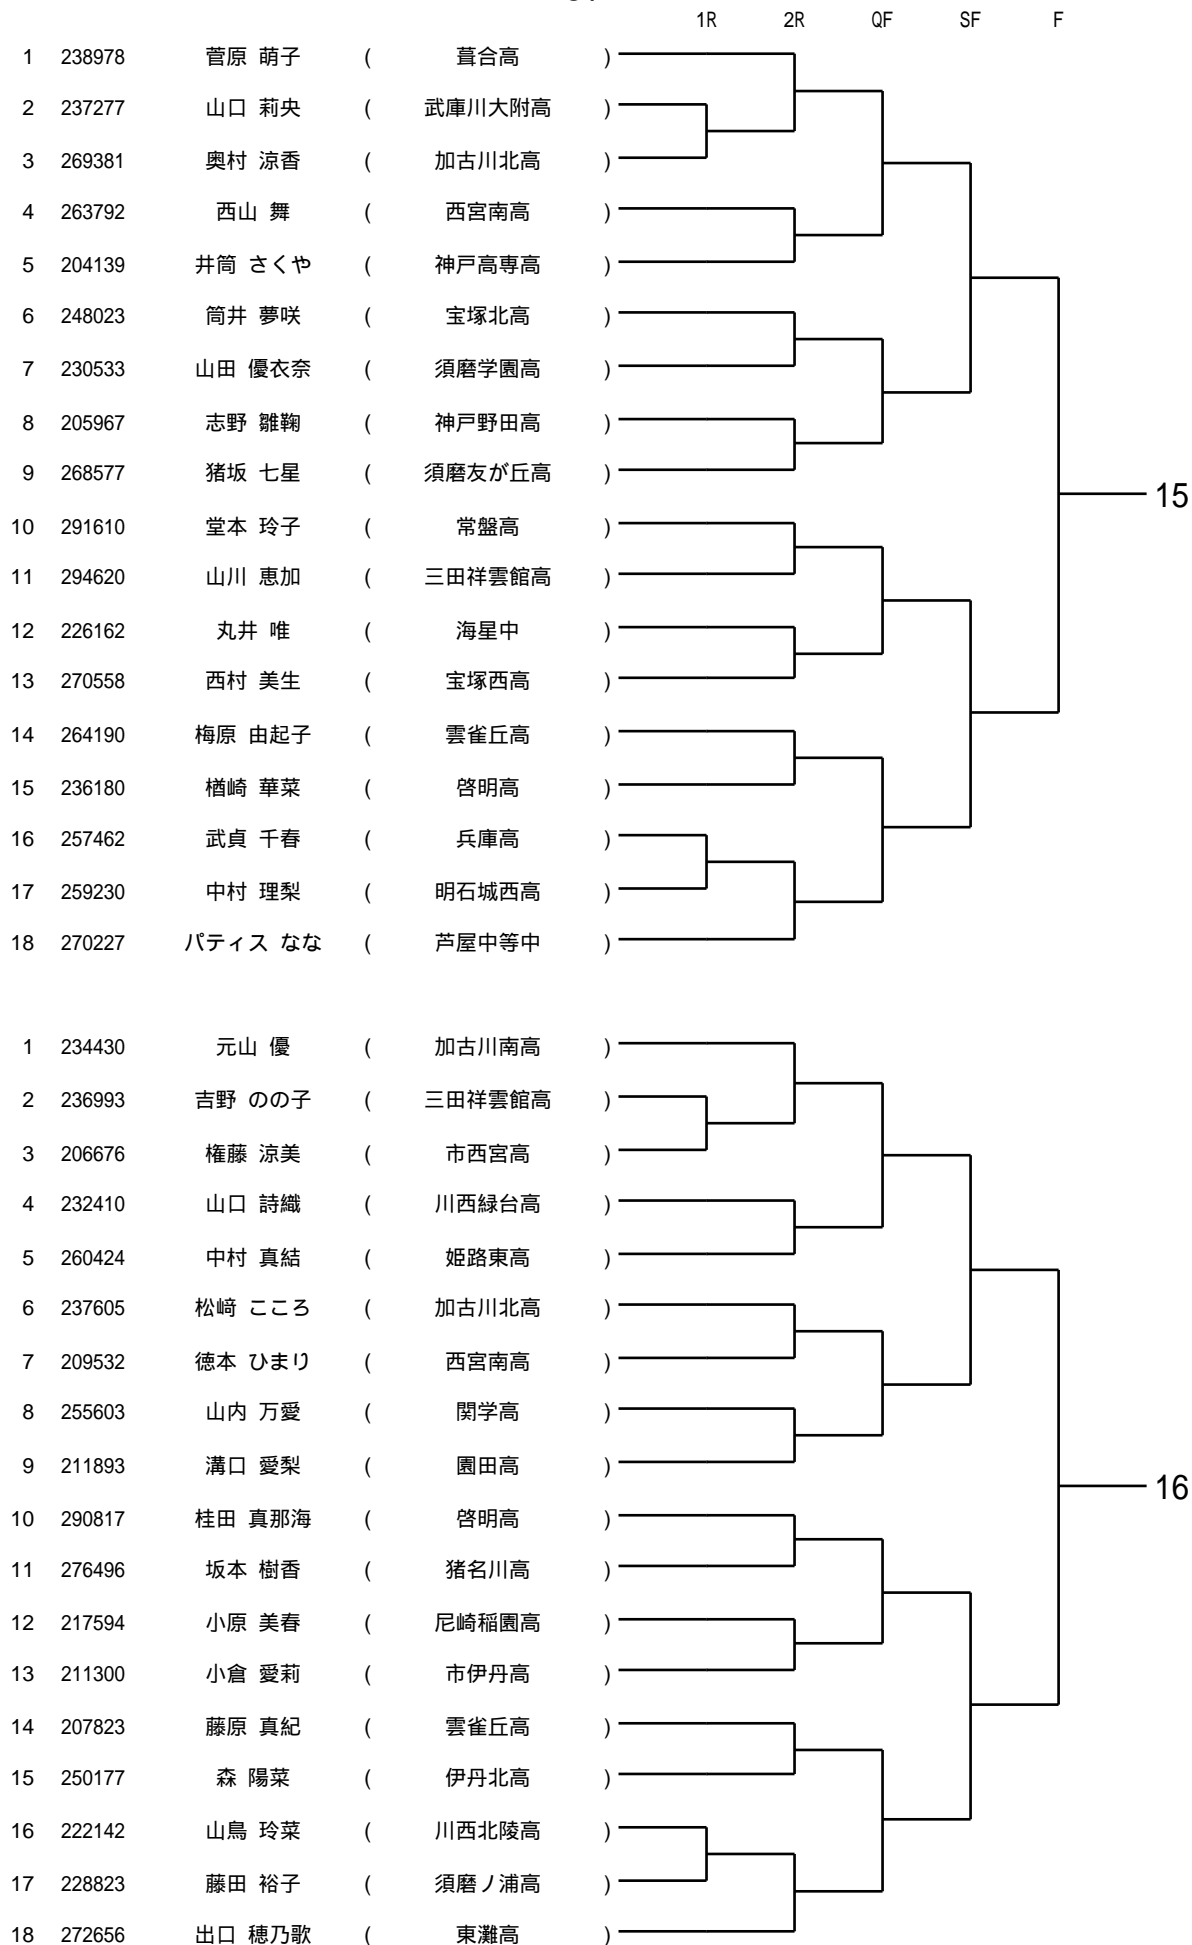 1R 2R QF SF F
1 238978 菅原 萌子 ( 葺合高 )
2 237277 山口 莉央 ( 武庫川大附高 )
3 269381 奥村 涼香 ( 加古川北高 )
4 263792 西山 舞 ( 西宮南高 )
5 204139 井筒 さくや ( 神戸高専高 )
6 248023 筒井 夢咲 ( 宝塚北高 )
7 230533 山田 優衣奈 ( 須磨学園高 )
8 205967 志野 雛鞠 ( 神戸野田高 )
9 268577 猪坂 七星 ( 須磨友が丘高 )
15
10 291610 堂本 玲子 ( 常盤高 )
11 294620 山川 恵加 ( 三田祥雲館高 )
12 226162 丸井 唯 ( 海星中 )
13 270558 西村 美生 ( 宝塚西高 )
14 264190 梅原 由起子 ( 雲雀丘高 )
15 236180 楢崎 華菜 ( 啓明高 )
16 257462 武貞 千春 ( 兵庫高 )
17 259230 中村 理梨 ( 明石城西高 )
18 270227 パティス なな ( 芦屋中等中 )
1 234430 元山 優 ( 加古川南高 )
2 236993 吉野 のの子 ( 三田祥雲館高 )
3 206676 権藤 涼美 ( 市西宮高 )
4 232410 山口 詩織 ( 川西緑台高 )
5 260424 中村 真結 ( 姫路東高 )
6 237605 松﨑 こころ ( 加古川北高 )
7 209532 徳本 ひまり ( 西宮南高 )
8 255603 山内 万愛 ( 関学高 )
9 211893 溝口 愛梨 ( 園田高 )
16
10 290817 桂田 真那海 ( 啓明高 )
11 276496 坂本 樹香 ( 猪名川高 )
12 217594 小原 美春 ( 尼崎稲園高 )
13 211300 小倉 愛莉 ( 市伊丹高 )
14 207823 藤原 真紀 ( 雲雀丘高 )
15 250177 森 陽菜 ( 伊丹北高 )
16 222142 山鳥 玲菜 ( 川西北陵高 )
17 228823 藤田 裕子 ( 須磨ノ浦高 )
18 272656 出口 穂乃歌 ( 東灘高 )